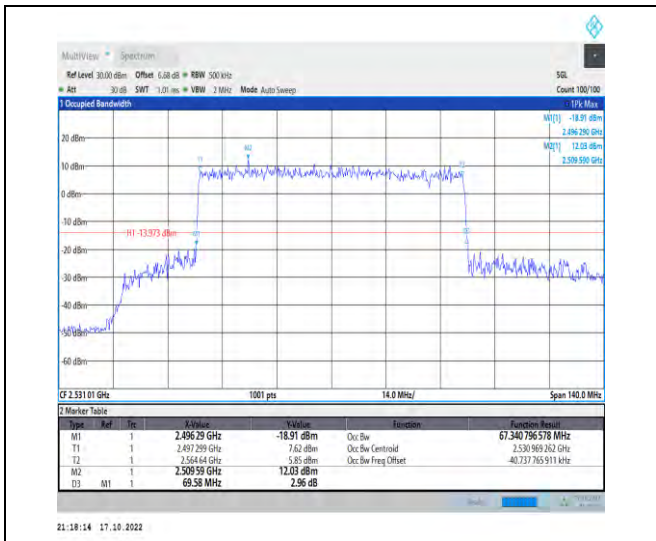 MultiView Spectrum
Ref Level 30.00 dBm Offset 6.68 dB RBW 500 kHz SGL
Att 30 dB SWT 1.01 ms VBW 2 MHz Mode Auto Sweep Count 100/100
1 Occupied Bandwidth 1Pk Max
M1[1] -18.91 dBm
2.496 290 GHz
M2[1] 12.03 dBm
2.509 590 GHz
20 dBm
M2
T1
T2
10 dBm
0 dBm
-10 dBm
H1 -13.973 dBm
-20 dBm
-30 dBm
-40 dBm
-50 dBm
-60 dBm
CF 2.531 01 GHz 1001 pts 14.0 MHz/ Span 140.0 MHz
2 Marker Table
Type Ref Trc X-Value Y-Value Function Function Result
M1 1 2.496 29 GHz -18.91 dBm Occ Bw 67.340 796 578 MHz
T1 1 2.497 299 GHz 7.62 dBm Occ Bw Centroid 2.530 969 262 GHz
T2 1 2.564 64 GHz 5.85 dBm Occ Bw Freq Offset -40.737 765 911 kHz
M2 1 2.509 59 GHz 12.03 dBm
D3 M1 1 69.58 MHz 2.96 dB
21:18:14 17.10.2022